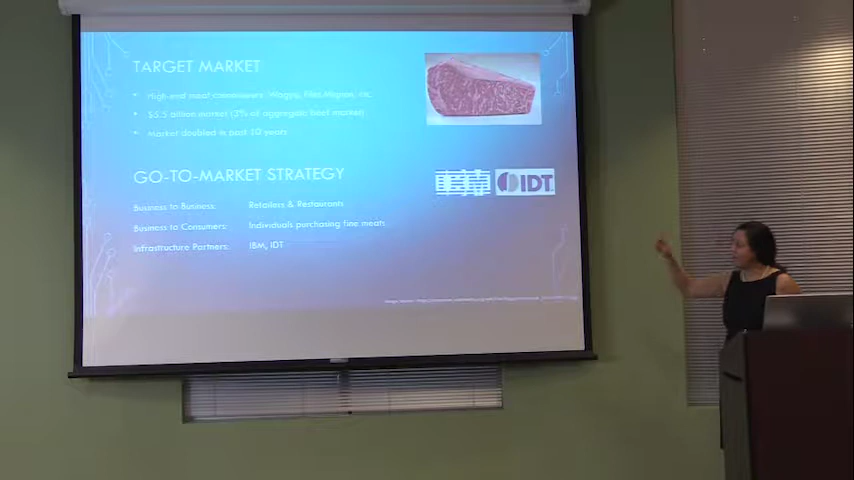 TARGET MARKET
• High-end meat connoisseurs: Wagyu, Filet Mignon, etc.
• $5.5 billion market (3% of aggregate beef market)
• Market doubled in past 10 years
GO-TO-MARKET STRATEGY
IBM IDT
Business to Business: Retailers & Restaurants
Business to Consumers: Individuals purchasing fine meats
Infrastructure Partners: IBM, IDT